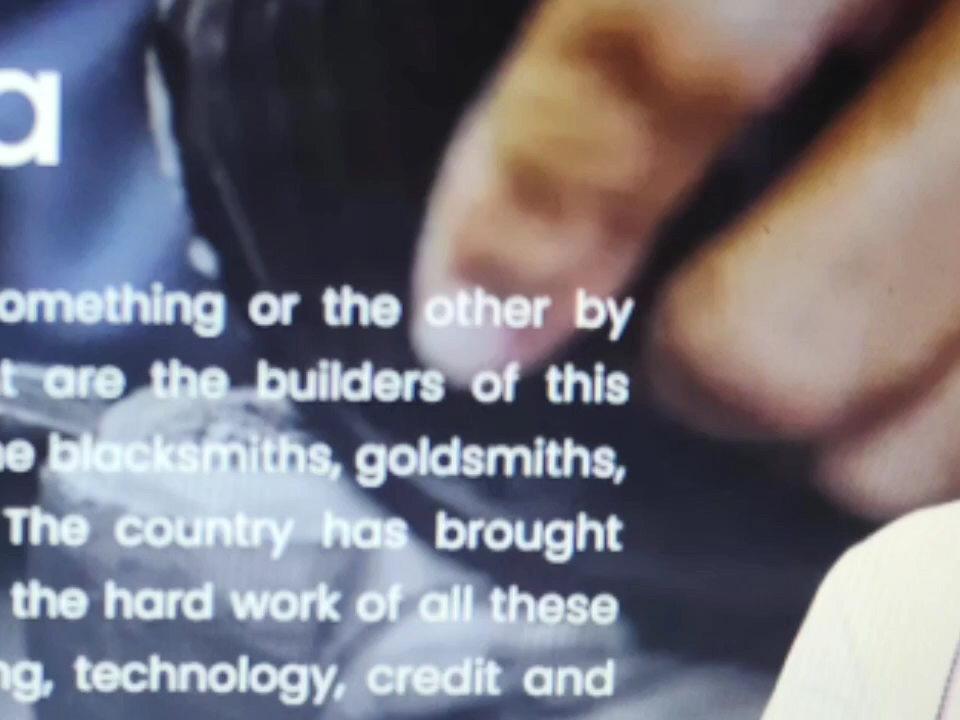 a
omething or the other by
t are the builders of this
he blacksmiths, goldsmiths,
The country has brought
the hard work of all these
ng, technology, credit and